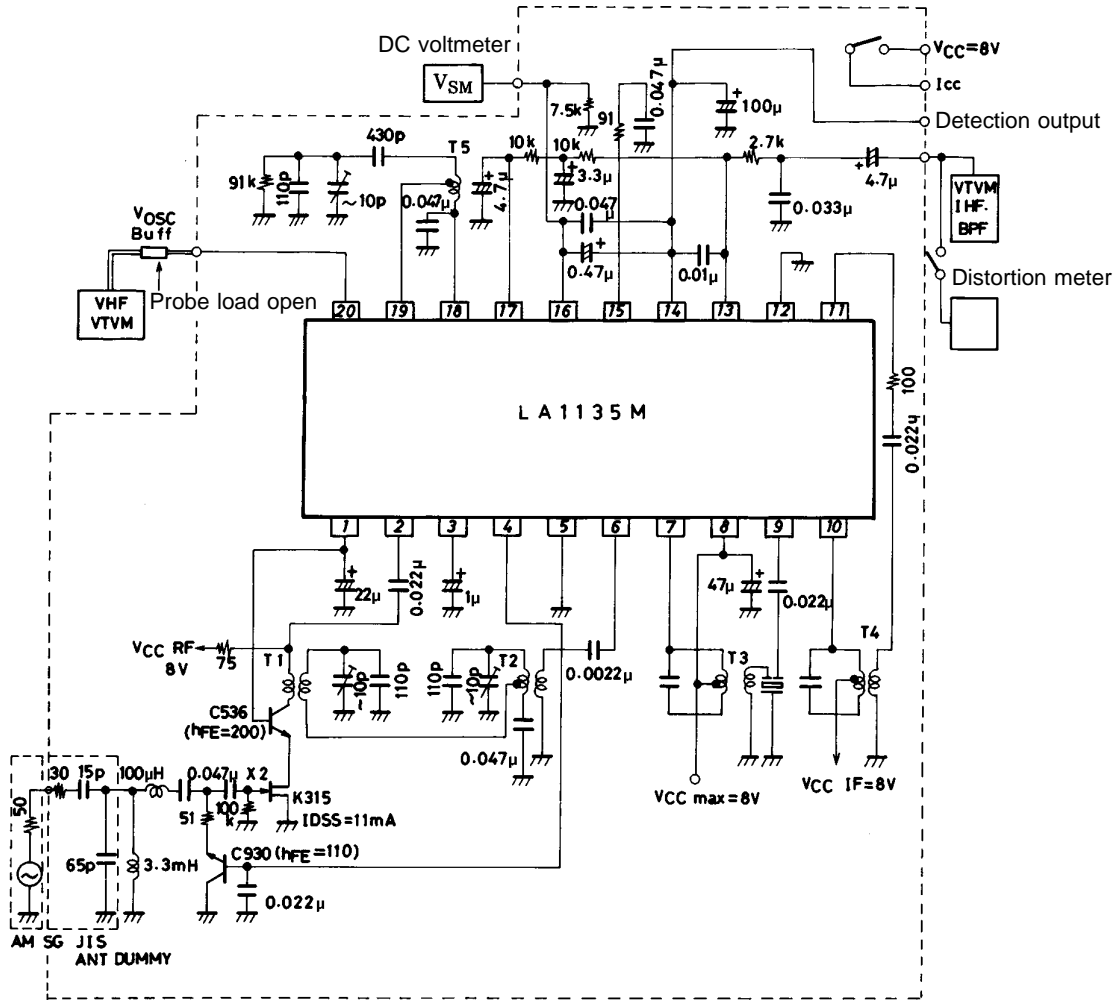 DC voltmeter
VSM
VCC=8V
ICC
Detection output
7.5k
91
0.047μ
100μ
430p
T5
10k
10k
2.7k
91k
110p
~10p
0.047μ
4.7μ
3.3μ
0.047μ
0.033μ
4.7μ
VTVM
IHF.
BPF
VOSC
Buff
Probe load open
VHF
VTVM
0.47μ
0.01μ
Distortion meter
20
19
18
17
16
15
14
13
12
11
LA1135M
100
0.022μ
1
2
3
4
5
6
7
8
9
10
22μ
0.022μ
1μ
47μ
0.022μ
VCC RF
8V
75
T1
~10p
110p
110p
~10p
T2
0.0022μ
T3
T4
C536
(hFE=200)
0.047μ
VCC max=8V
VCC IF=8V
50
30
15p
100μH
0.047μ X2
51
100k
K315
IDSS=11mA
65p
3.3mH
C930 (hFE=110)
0.022μ
AM SG
JIS
ANT DUMMY